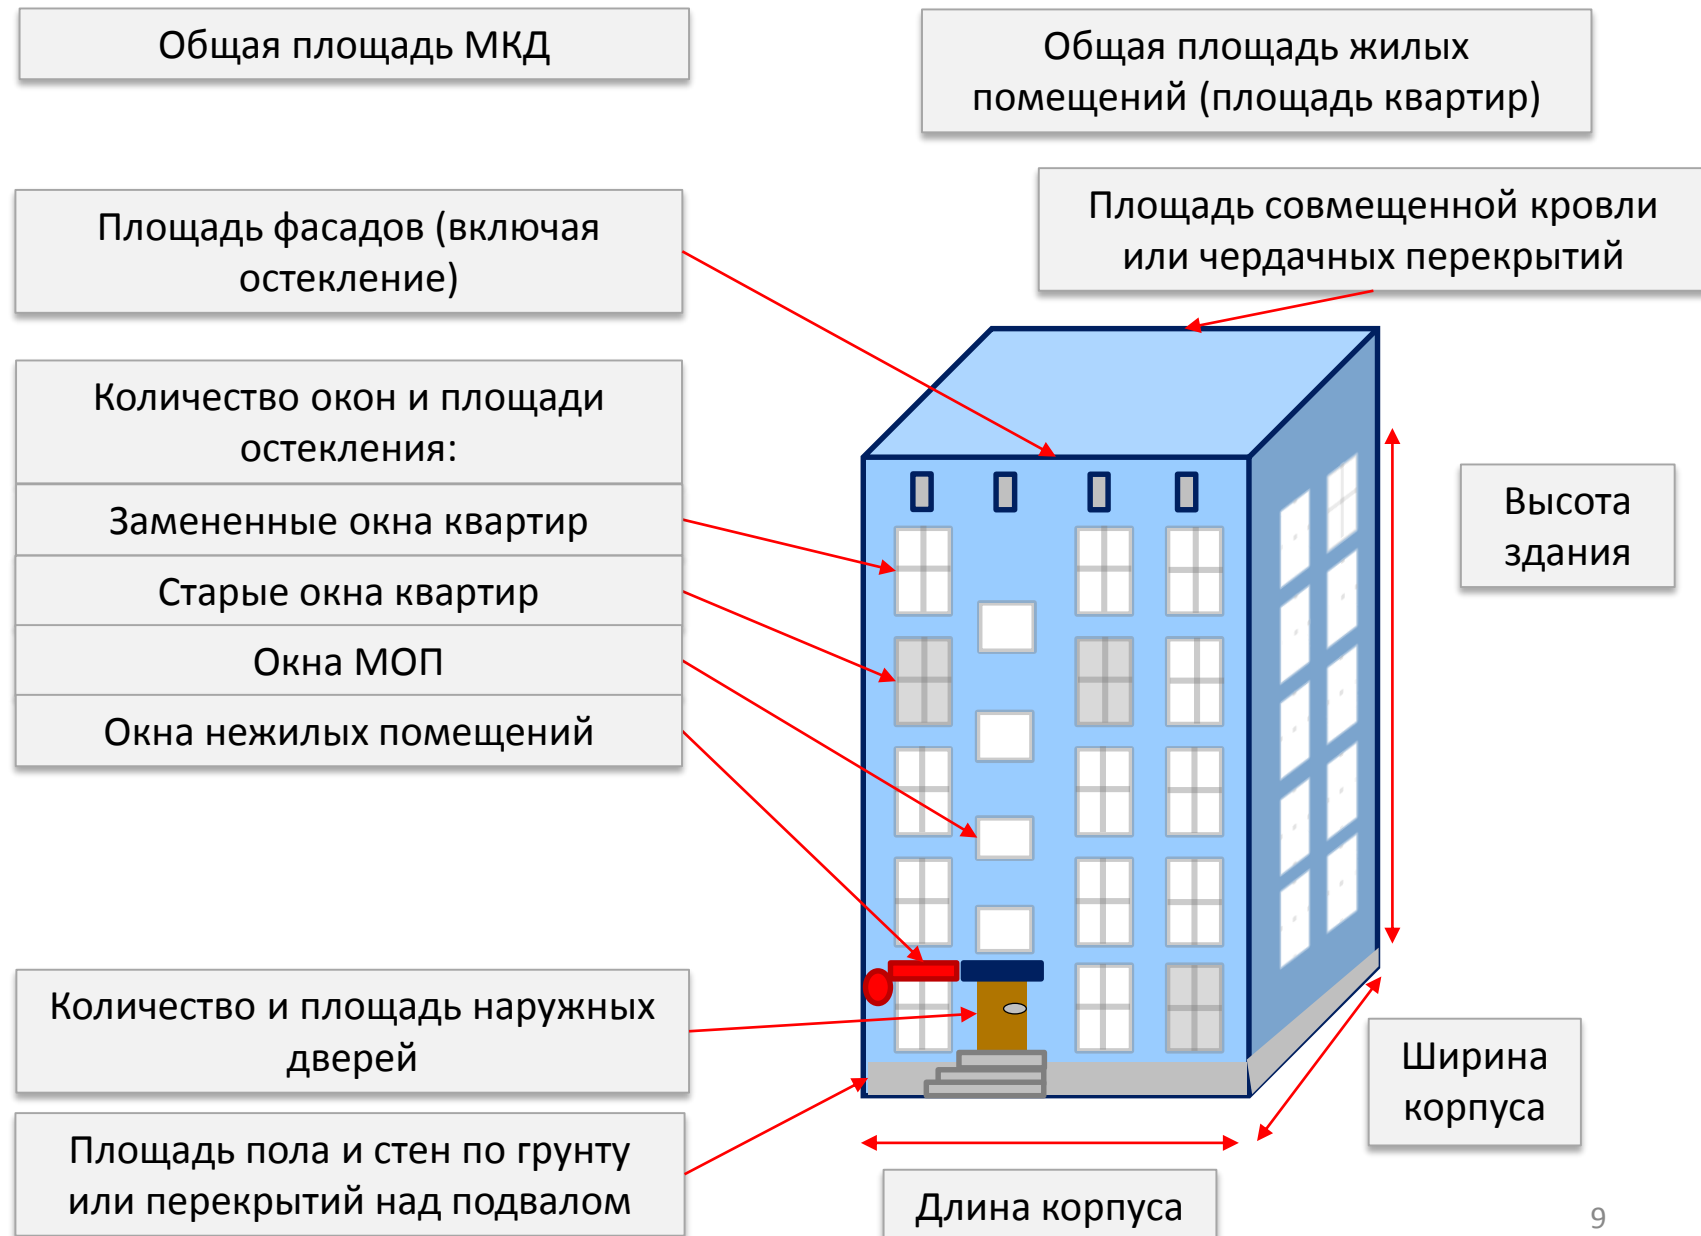 Общая площадь МКД
Общая площадь жилых
помещений (площадь квартир)
Площадь фасадов (включая
остекление)
Площадь совмещенной кровли
или чердачных перекрытий
Количество окон и площади
остекления:
Замененные окна квартир
Старые окна квартир
Окна МОП
Окна нежилых помещений
Высота
здания
Количество и площадь наружных
дверей
Ширина
корпуса
Площадь пола и стен по грунту
или перекрытий над подвалом
Длина корпуса
9